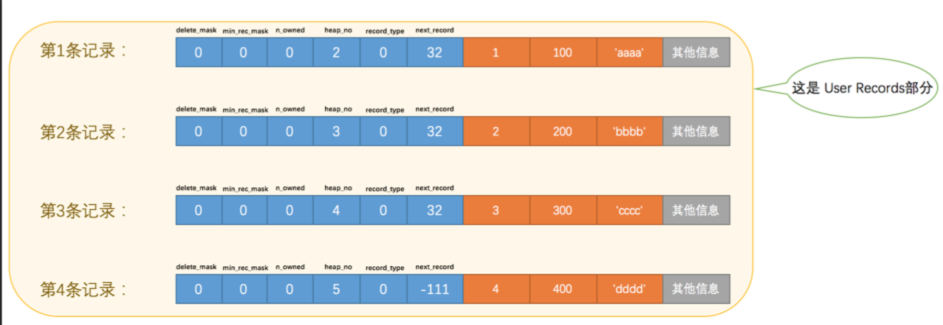 delete_mask min_rec_mask n_owned heap_no record_type next_record
第1条记录： 0 0 0 2 0 32 1 100 'aaaa' 其他信息
这是 User Records部分
delete_mask min_rec_mask n_owned heap_no record_type next_record
第2条记录： 0 0 0 3 0 32 2 200 'bbbb' 其他信息
delete_mask min_rec_mask n_owned heap_no record_type next_record
第3条记录： 0 0 0 4 0 32 3 300 'cccc' 其他信息
delete_mask min_rec_mask n_owned heap_no record_type next_record
第4条记录： 0 0 0 5 0 -111 4 400 'dddd' 其他信息